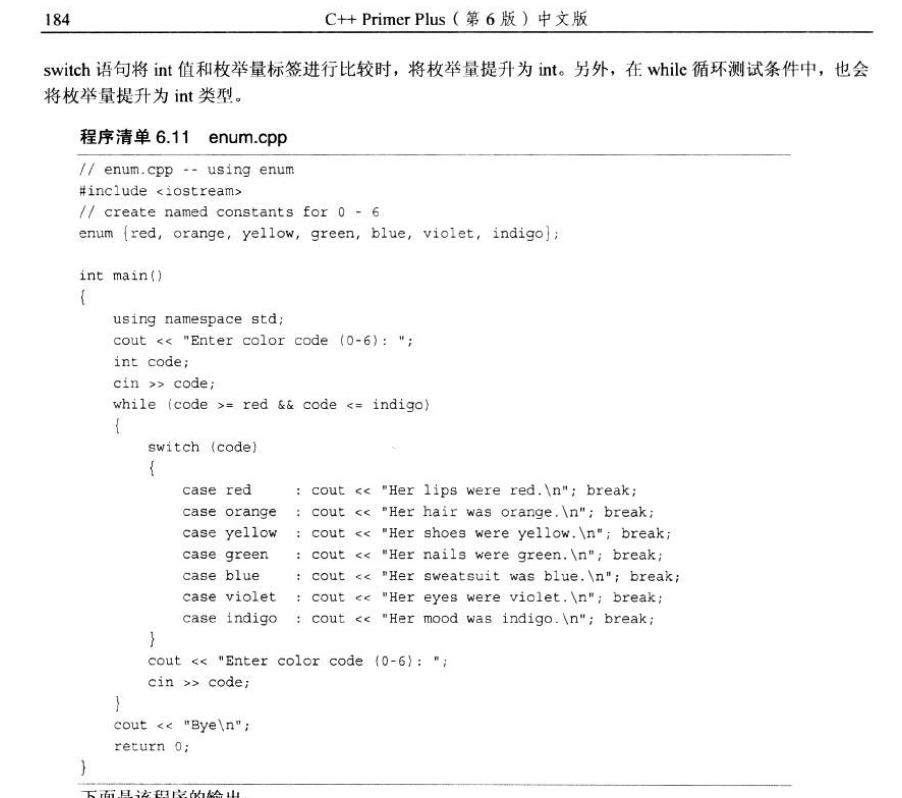 184 C++ Primer Plus（第 6 版）中文版
switch 语句将 int 值和枚举量标签进行比较时，将枚举量提升为 int。另外，在 while 循环测试条件中，也会
将枚举量提升为 int 类型。
程序清单 6.11 enum.cpp
// enum.cpp -- using enum
#include <iostream>
// create named constants for 0 - 6
enum {red, orange, yellow, green, blue, violet, indigo};
int main()
{
using namespace std;
cout << "Enter color code (0-6): ";
int code;
cin >> code;
while (code >= red && code <= indigo)
{
switch (code)
{
case red : cout << "Her lips were red.\n"; break;
case orange : cout << "Her hair was orange.\n"; break;
case yellow : cout << "Her shoes were yellow.\n"; break;
case green : cout << "Her nails were green.\n"; break;
case blue : cout << "Her sweatsuit was blue.\n"; break;
case violet : cout << "Her eyes were violet.\n"; break;
case indigo : cout << "Her mood was indigo.\n"; break;
}
cout << "Enter color code (0-6): ";
cin >> code;
}
cout << "Bye\n";
return 0;
}
下面是该程序的输出